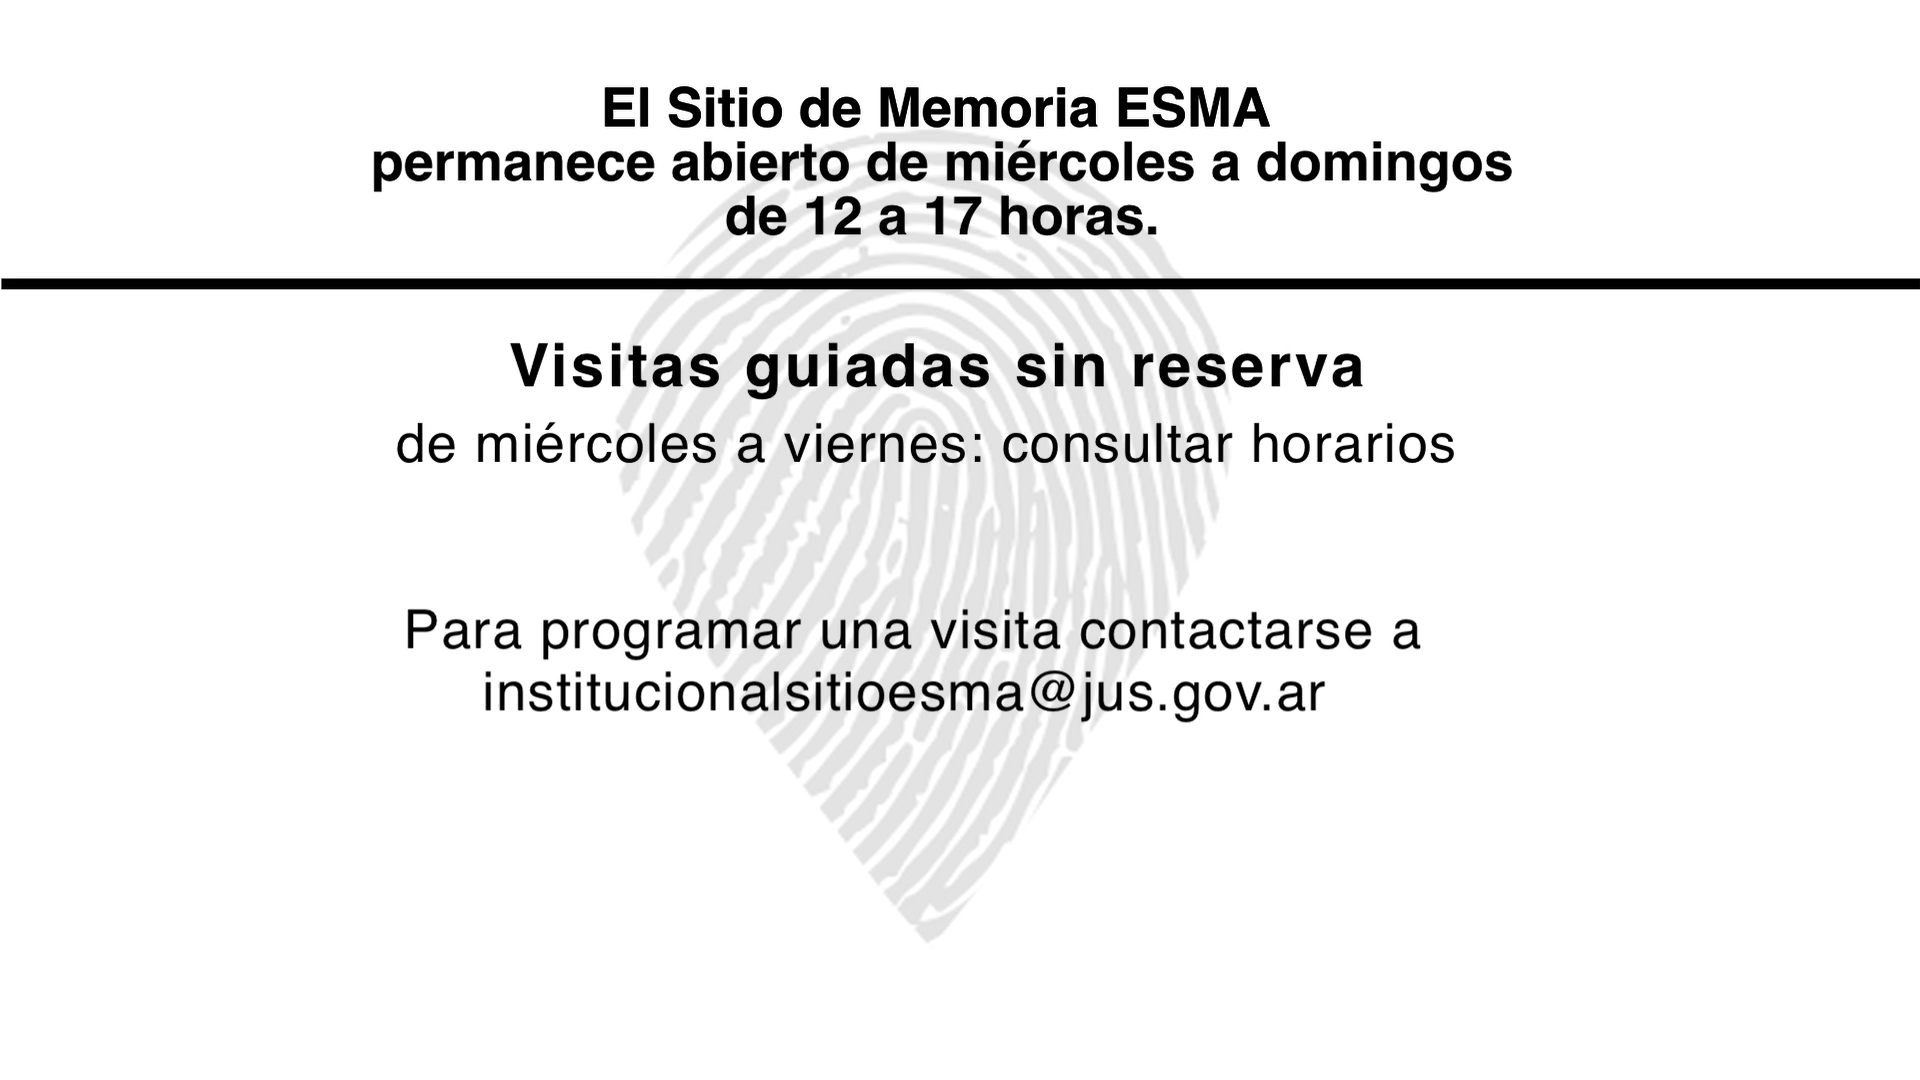 El Sitio de Memoria ESMA
permanece abierto de miércoles a domingos
de 12 a 17 horas.
Visitas guiadas sin reserva
de miércoles a viernes: consultar horarios
Para programar una visita contactarse a
institucionalsitioesma@jus.gov.ar